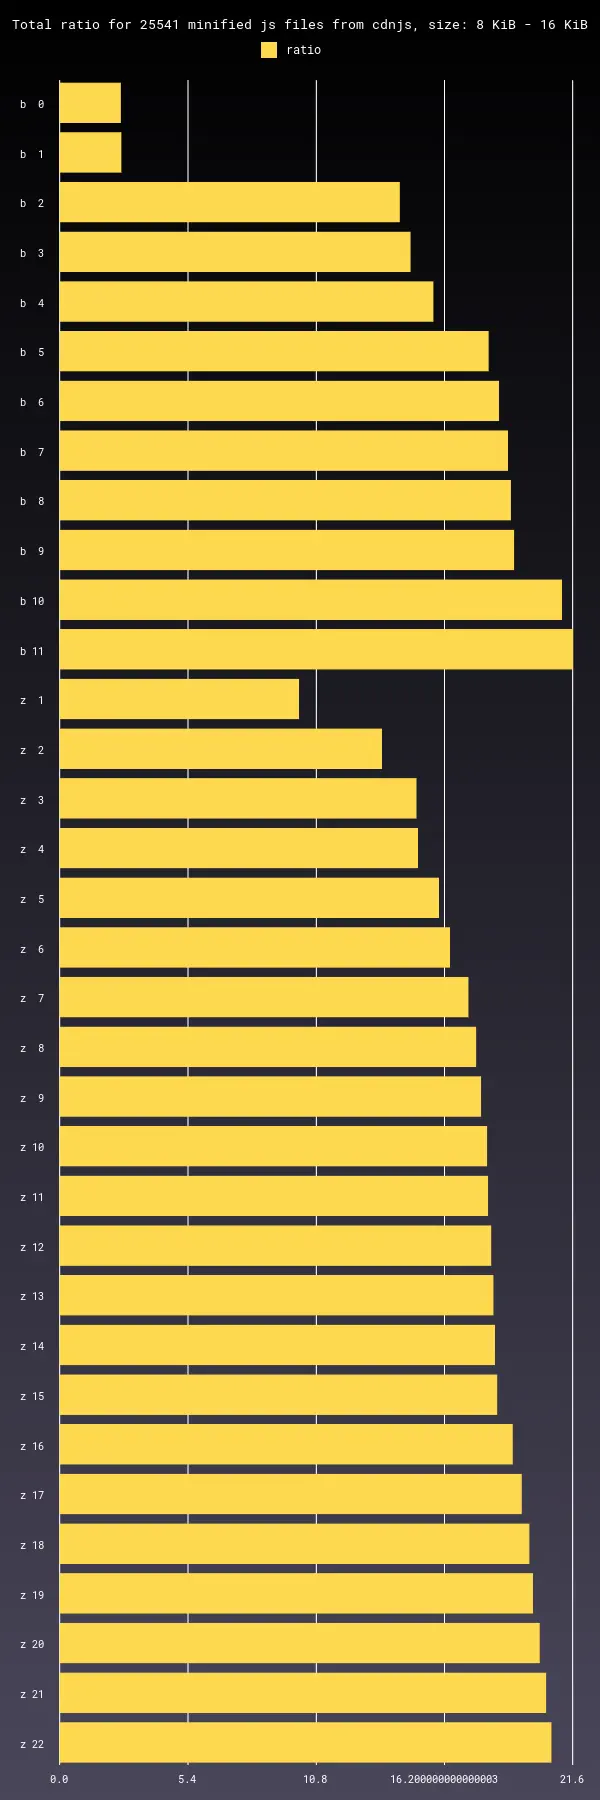 Total ratio for 25541 minified js files from cdnjs, size: 8 KiB - 16 KiB
ratio
b 0
b 1
b 2
b 3
b 4
b 5
b 6
b 7
b 8
b 9
b 10
b 11
z 1
z 2
z 3
z 4
z 5
z 6
z 7
z 8
z 9
z 10
z 11
z 12
z 13
z 14
z 15
z 16
z 17
z 18
z 19
z 20
z 21
z 22
0.0 5.4 10.8 16.200000000000003 21.6